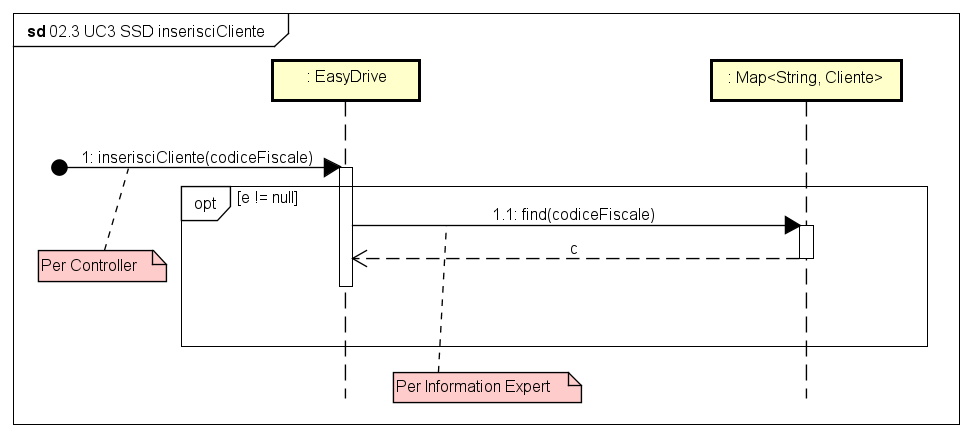 sd 02.3 UC3 SSD inserisciCliente
: EasyDrive
: Map<String, Cliente>
1: inserisciCliente(codiceFiscale)
opt
[e != null]
1.1: find(codiceFiscale)
c
Per Controller
Per Information Expert